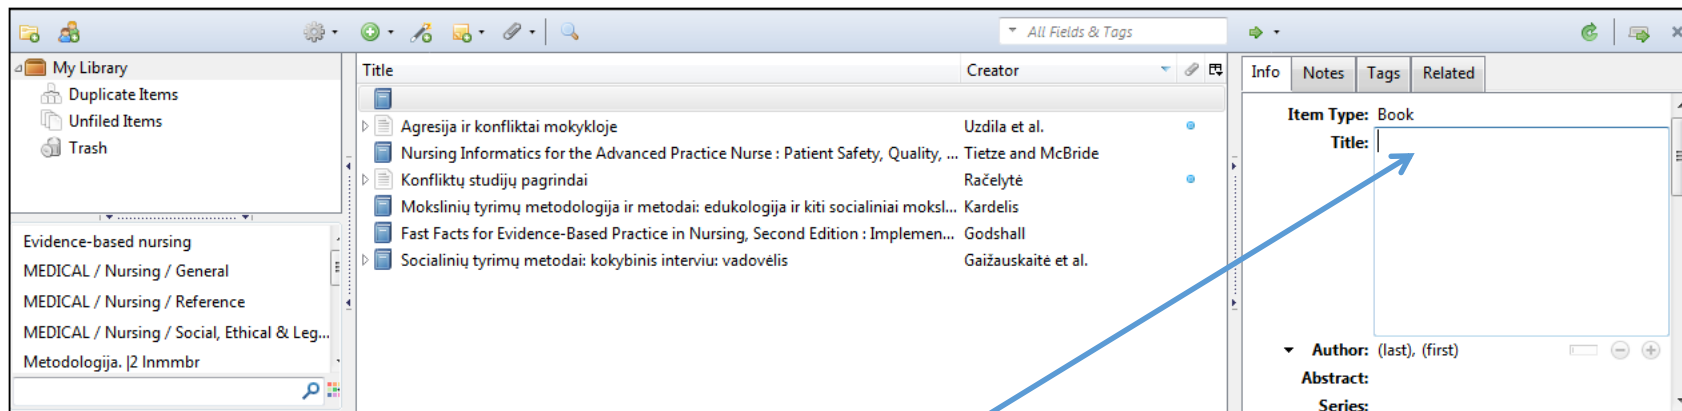 All Fields & Tags
My Library
Duplicate Items
Unfiled Items
Trash
Evidence-based nursing
MEDICAL / Nursing / General
MEDICAL / Nursing / Reference
MEDICAL / Nursing / Social, Ethical & Leg...
Metodologija. |2 lnmmbr
Title Creator
Agresija ir konfliktai mokykloje Uzdila et al.
Nursing Informatics for the Advanced Practice Nurse : Patient Safety, Quality, ... Tietze and McBride
Konfliktų studijų pagrindai Račelytė
Mokslinių tyrimų metodologija ir metodai: edukologija ir kiti socialiniai moksl... Kardelis
Fast Facts for Evidence-Based Practice in Nursing, Second Edition : Implemen... Godshall
Socialinių tyrimų metodai: kokybinis interviu: vadovėlis Gaižauskaitė et al.
Info Notes Tags Related
Item Type: Book
Title:
Author: (last), (first)
Abstract:
Series: